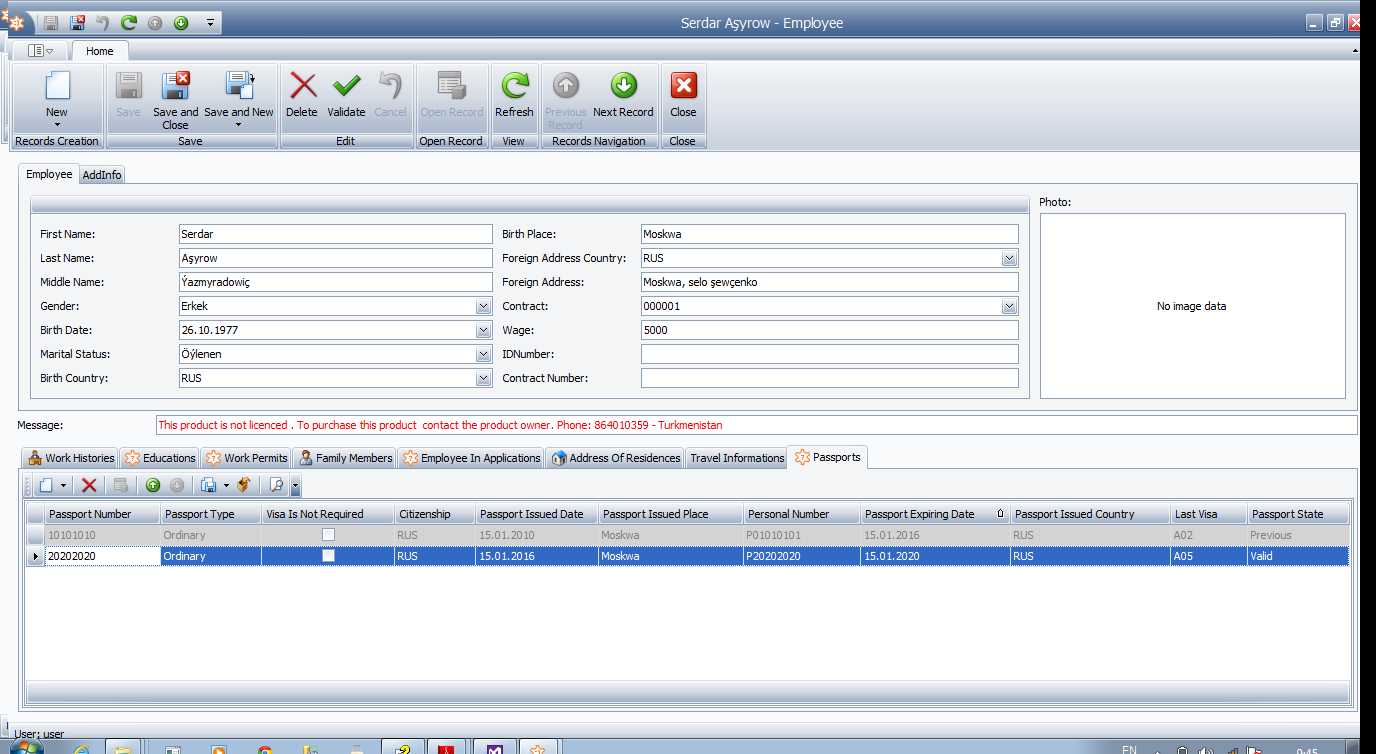 Serdar Aşyrow - Employee
Home
New
Save
Save and Close
Save and New
Delete
Validate
Cancel
Open Record
Refresh
Previous Record
Next Record
Close
Records Creation
Save
Edit
Open Record
View
Records Navigation
Close
Employee
AddInfo
Photo:
First Name: Serdar
Birth Place: Moskwa
Last Name: Aşyrow
Foreign Address Country: RUS
Middle Name: Ýazmyradowiç
Foreign Address: Moskwa, selo şewçenko
Gender: Erkek
Contract: 000001
No image data
Birth Date: 26.10.1977
Wage: 5000
Marital Status: Öýlenen
IDNumber:
Birth Country: RUS
Contract Number:
Message: This product is not licenced . To purchase this product contact the product owner. Phone: 864010359 - Turkmenistan
Work Histories
Educations
Work Permits
Family Members
Employee In Applications
Address Of Residences
Travel Informations
Passports
Passport Number Passport Type Visa Is Not Required Citizenship Passport Issued Date Passport Issued Place Personal Number Passport Expiring Date Passport Issued Country Last Visa Passport State
10101010 Ordinary RUS 15.01.2010 Moskwa P01010101 15.01.2016 RUS A02 Previous
20202020 Ordinary RUS 15.01.2016 Moskwa P20202020 15.01.2020 RUS A05 Valid
User: user
EN
0:45